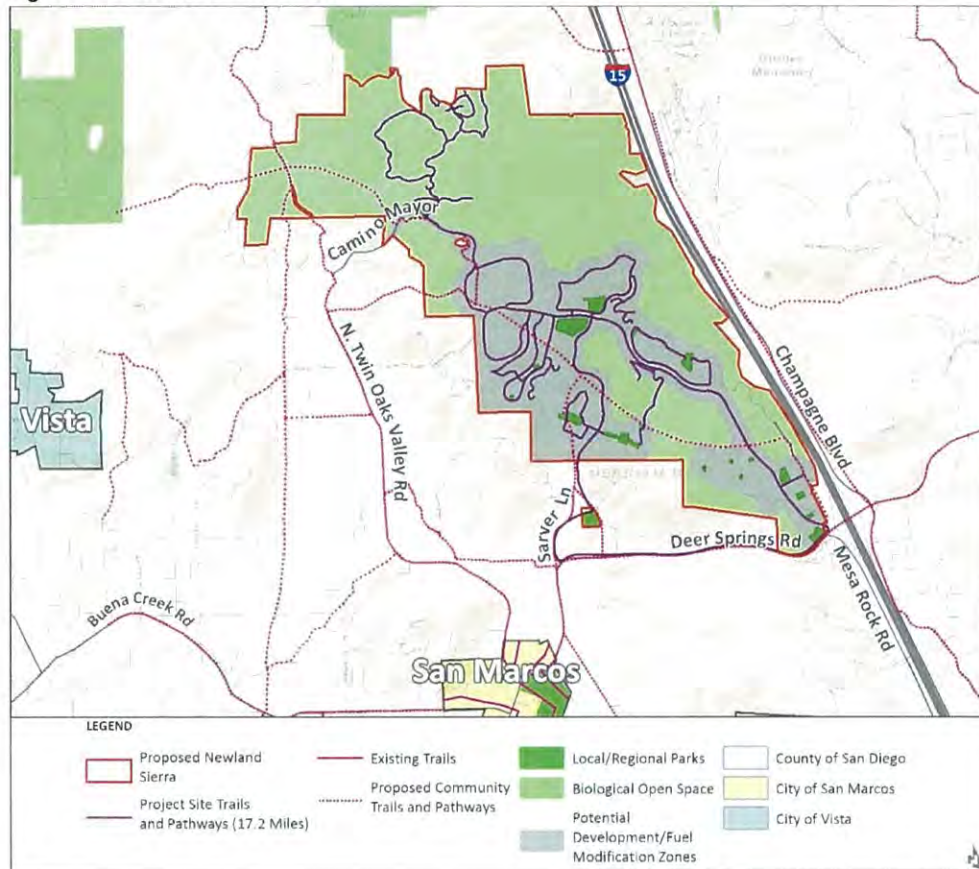 15
Camino Mayor
N. Twin Oaks Valley Rd
Champagne Blvd
Vista
Sarver Ln
Deer Springs Rd
Mesa Rock Rd
Buena Creek Rd
San Marcos
LEGEND
Proposed Newland
Sierra
Project Site Trails
and Pathways (17.2 Miles)
Existing Trails
Proposed Community
Trails and Pathways
Local/Regional Parks
Biological Open Space
Potential
Development/Fuel
Modification Zones
County of San Diego
City of San Marcos
City of Vista